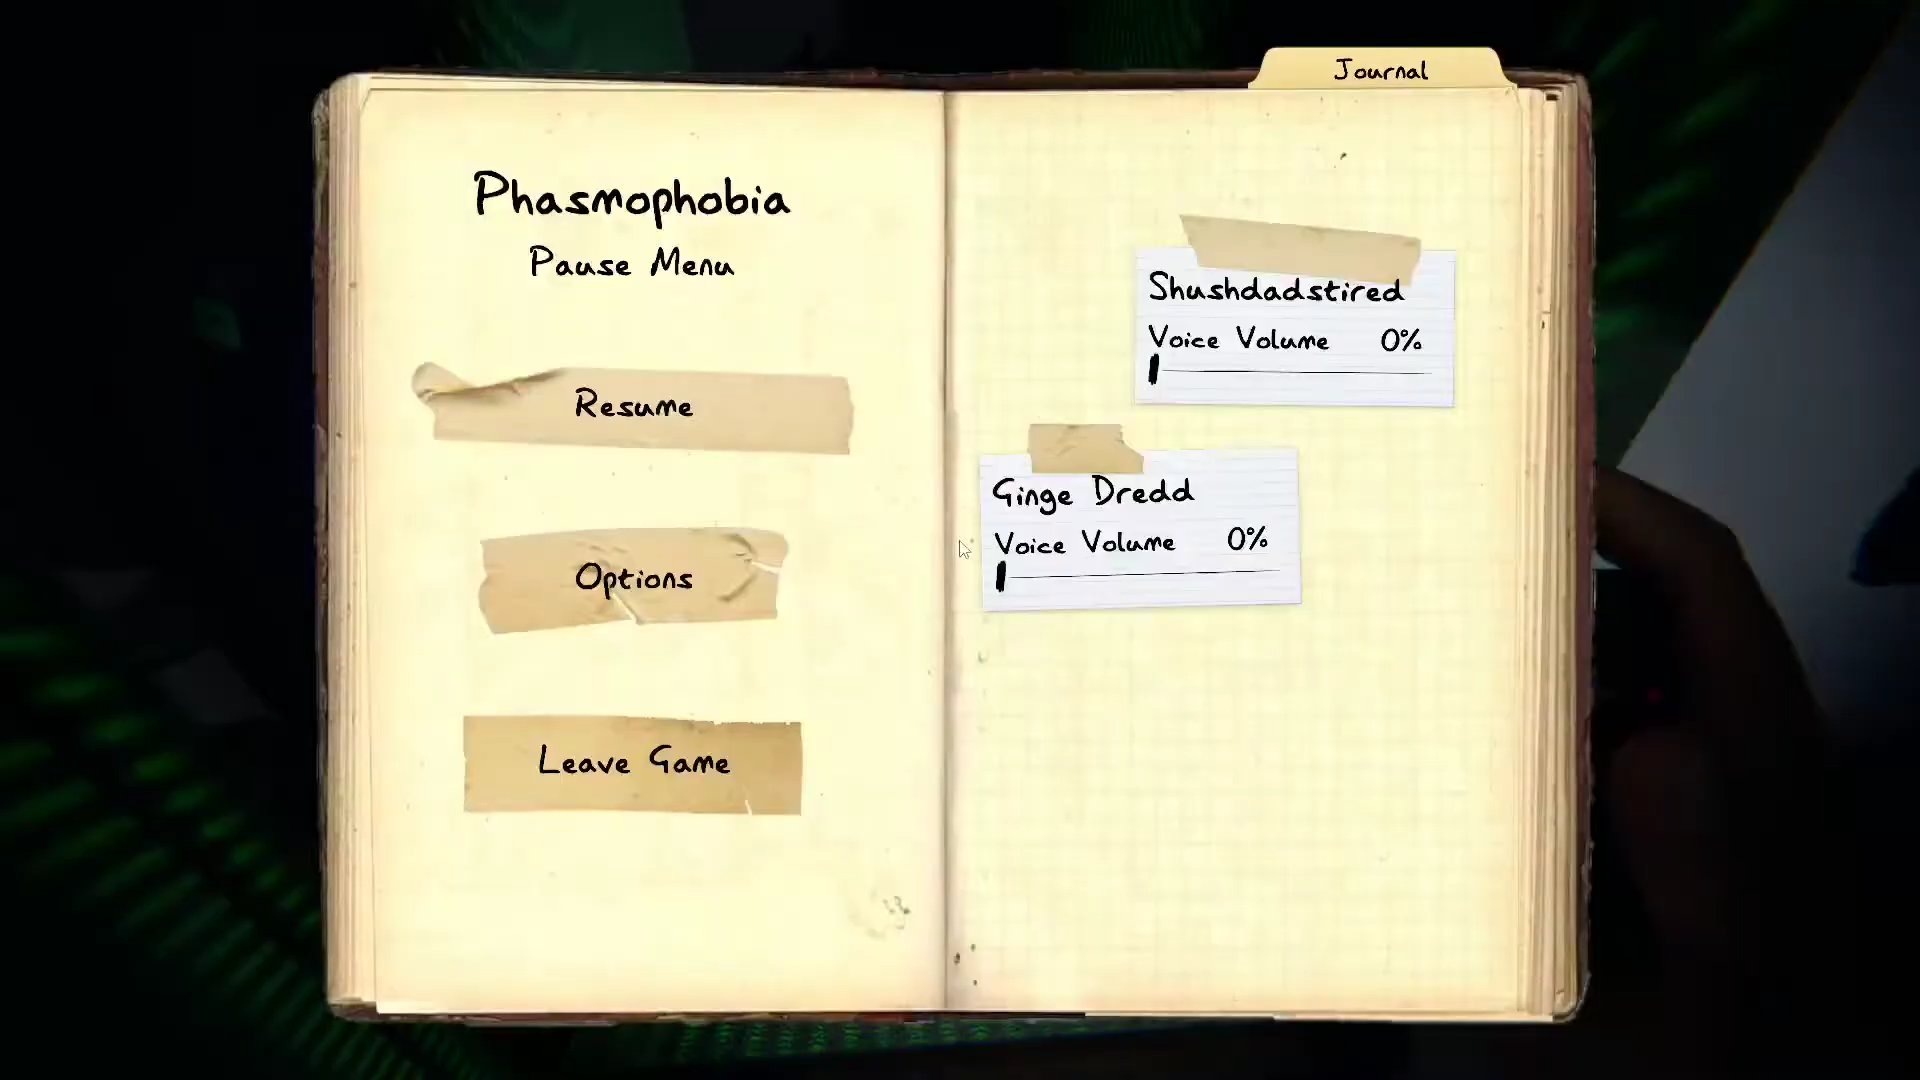 Journal
Phasmophobia
Pause Menu
Resume
Options
Leave Game
Shushdadstired
Voice Volume 0%
Ginge Dredd
Voice Volume 0%